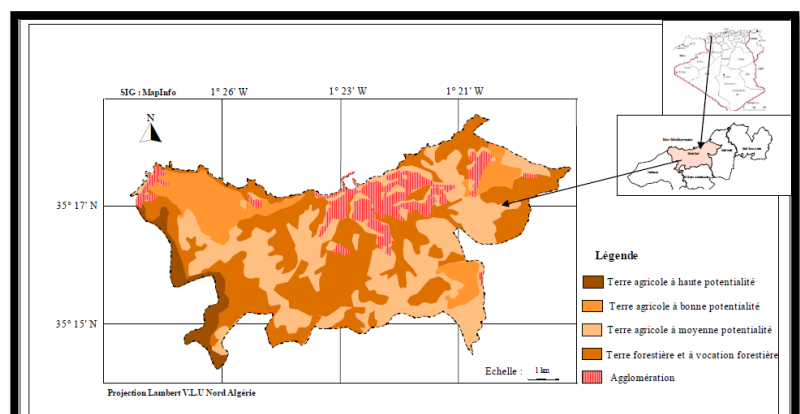 SIG : MapInfo
1° 26' W
1° 23' W
1° 21' W
N
35° 17' N
35° 15' N
Légende
Terre agricole à haute potentialité
Terre agricole à bonne potentialité
Terre agricole à moyenne potentialité
Terre forestière et à vocation forestière
Agglomération
Echelle : 1 km
Projection Lambert V.L.U Nord Algérie
Mer Méditerranée